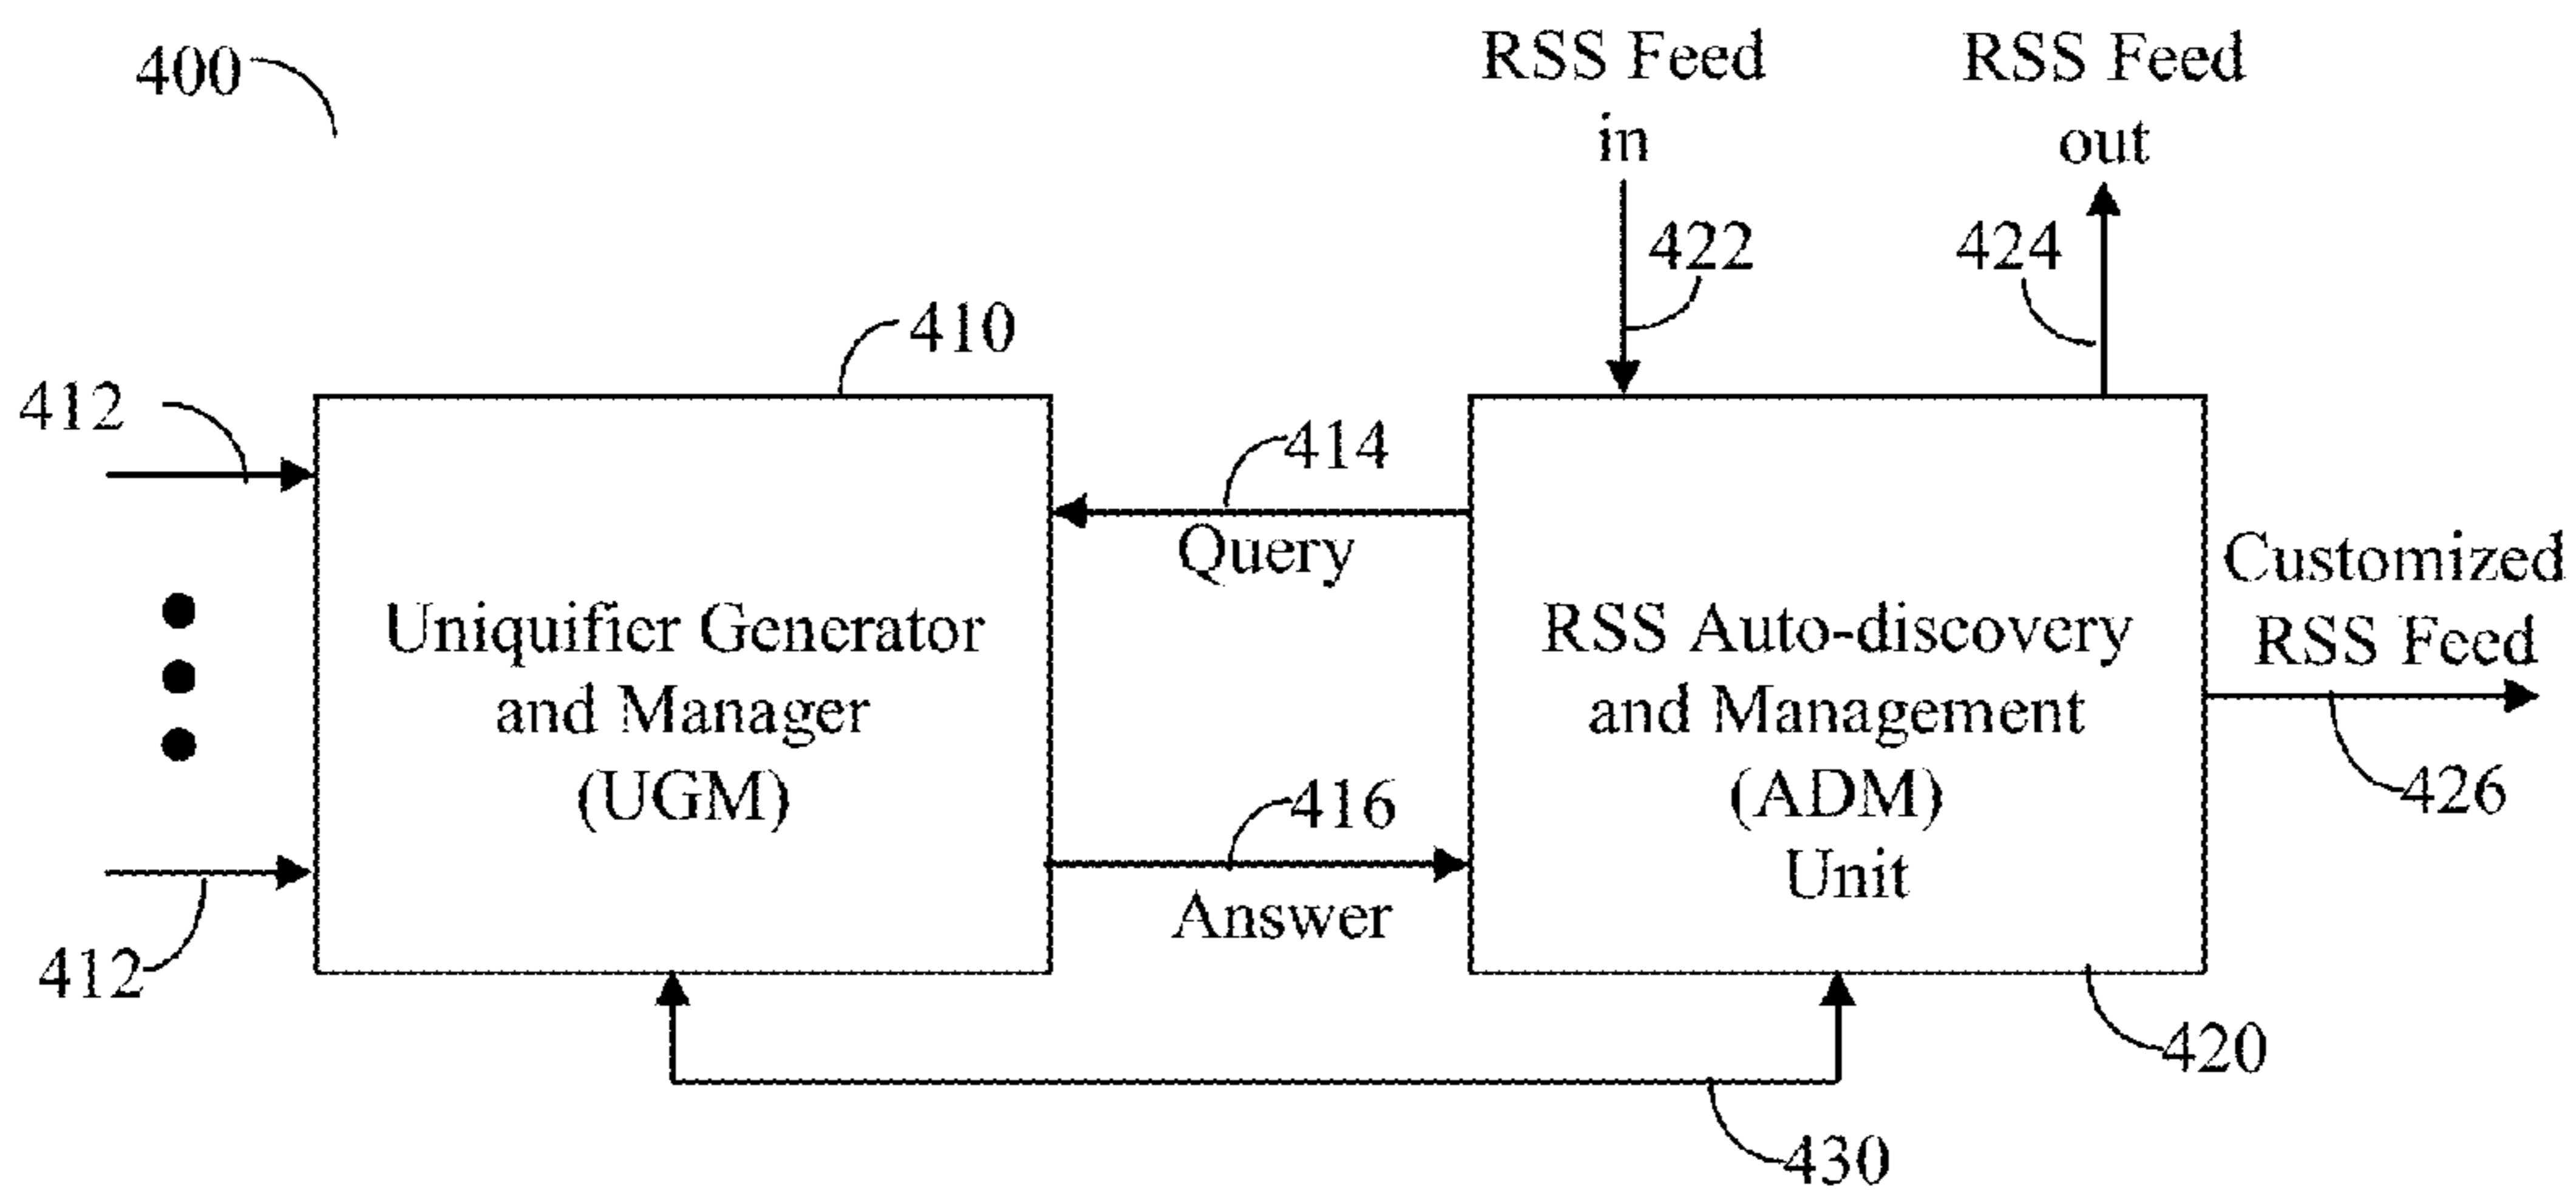 400
RSS Feed
in
RSS Feed
out
422
424
410
412
414
Query
Uniquifier Generator
and Manager
(UGM)
RSS Auto-discovery
and Management
(ADM)
Unit
Customized
RSS Feed
426
416
Answer
412
420
430